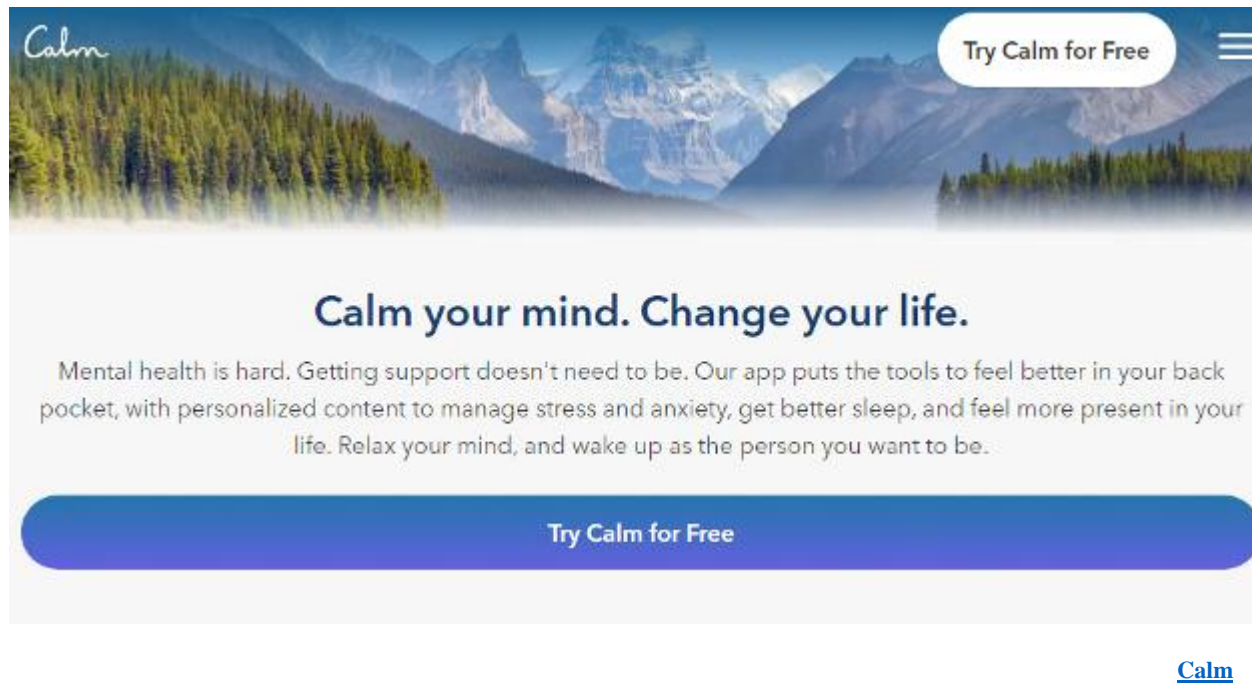 Calm
Try Calm for Free
Calm your mind. Change your life.
Mental health is hard. Getting support doesn't need to be. Our app puts the tools to feel better in your back
pocket, with personalized content to manage stress and anxiety, get better sleep, and feel more present in your
life. Relax your mind, and wake up as the person you want to be.
Try Calm for Free
Calm